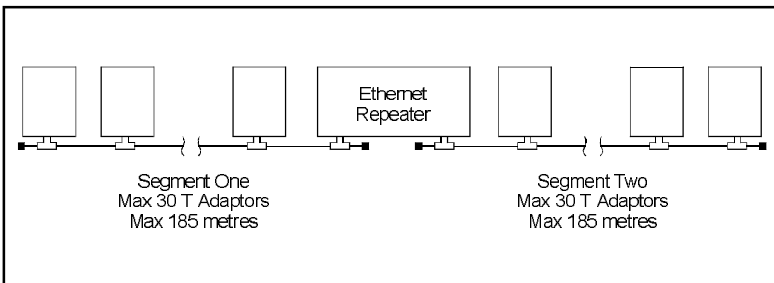 Ethernet
Repeater
Segment One
Max 30 T Adaptors
Max 185 metres
Segment Two
Max 30 T Adaptors
Max 185 metres